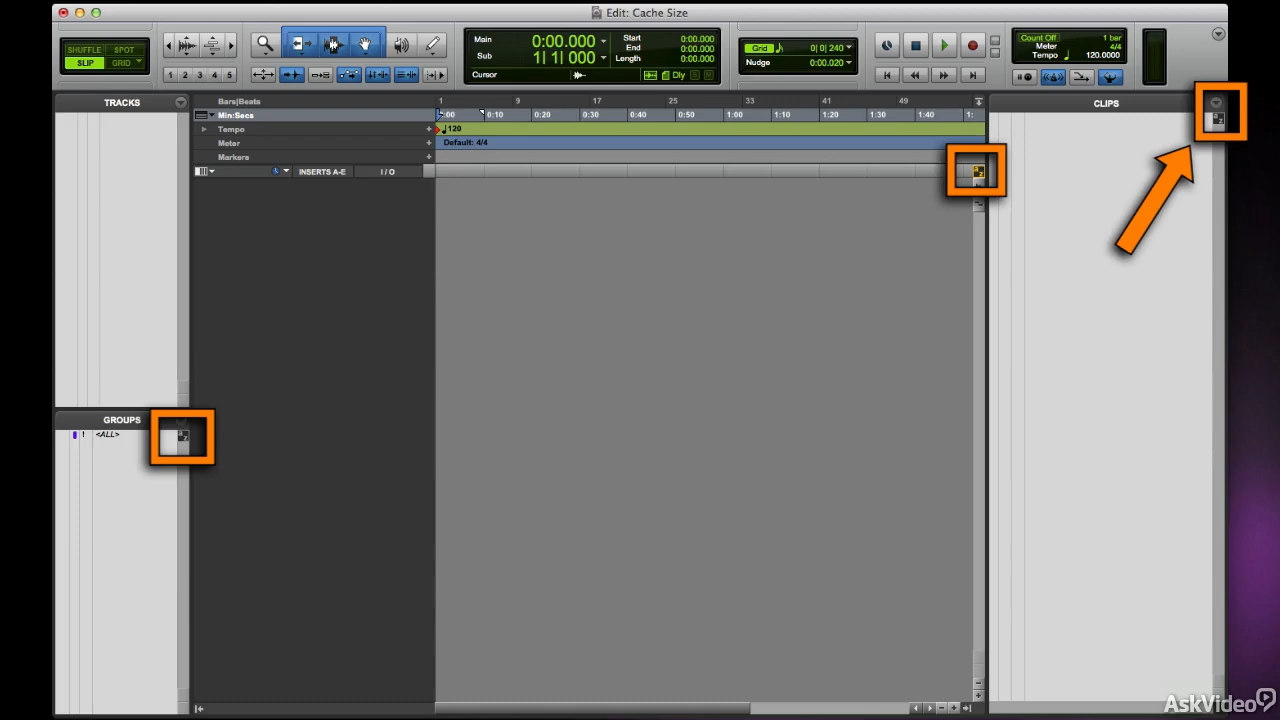 Edit: Cache Size
SHUFFLE SPOT
SLIP GRID
1 2 3 4 5
Main 0:00.000
Sub 1| 1| 000
Cursor
Start 0:00.000
End 0:00.000
Length 0:00.000
Dly S M
Grid 0| 0| 240
Nudge 0:00.020
Count Off 1 bar
Meter 4/4
Tempo 120.0000
TRACKS
Bars|Beats 1 9 17 25 33 41 49
Min:Secs :00 0:10 0:20 0:30 0:40 0:50 1:00 1:10 1:20 1:30 1:40 1:
Tempo 120
Meter Default: 4/4
Markers
INSERTS A-E I / O
CLIPS
a z
a z
GROUPS
! <ALL>
a z
AskVideo